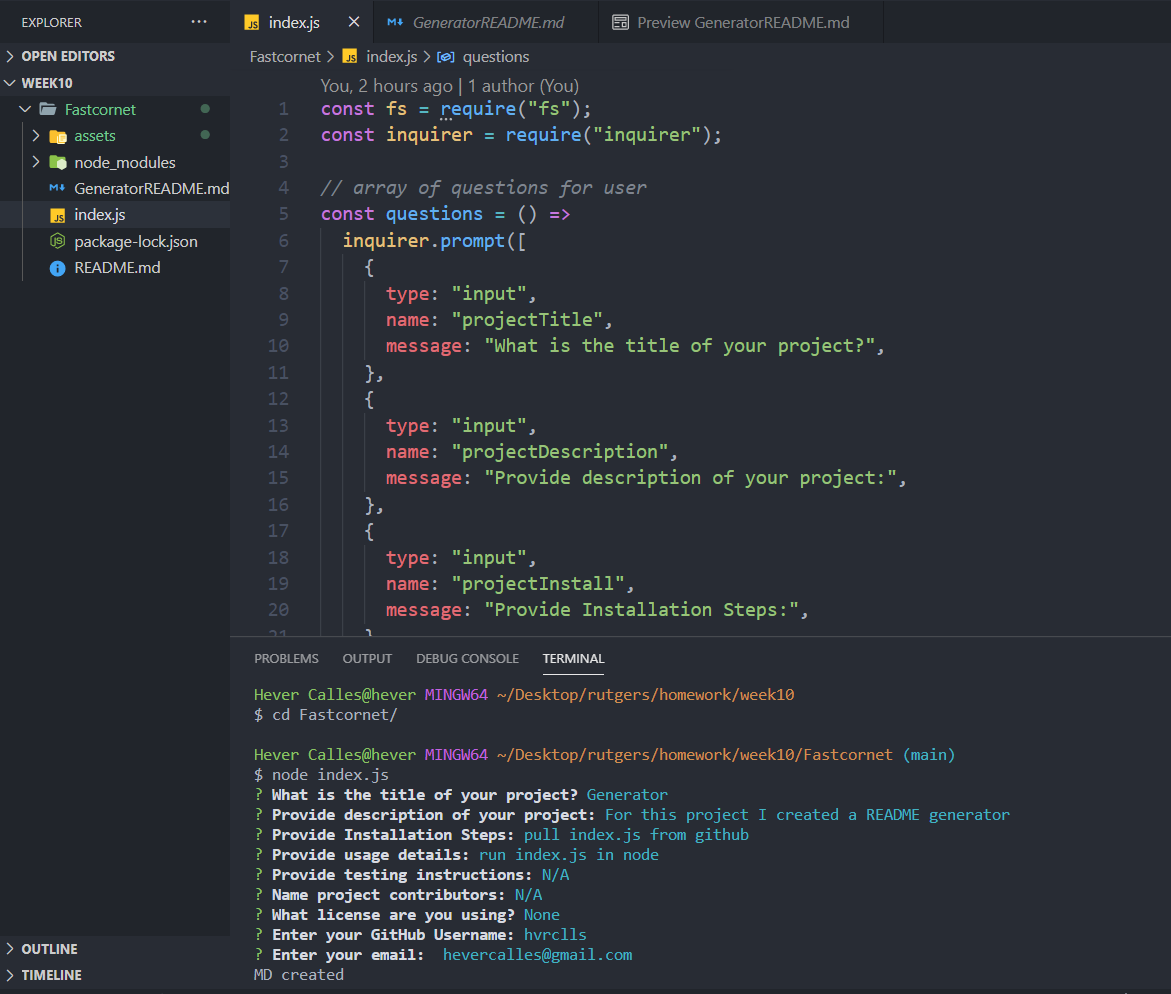 EXPLORER ···
index.js × GeneratorREADME.md Preview GeneratorREADME.md
OPEN EDITORS
WEEK10
Fastcornet
assets
node_modules
GeneratorREADME.md
index.js
package-lock.json
README.md
OUTLINE
TIMELINE
Fastcornet > index.js > questions
You, 2 hours ago | 1 author (You)
1 const fs = require("fs");
2 const inquirer = require("inquirer");
3
4 // array of questions for user
5 const questions = () =>
6 inquirer.prompt([
7 {
8 type: "input",
9 name: "projectTitle",
10 message: "What is the title of your project?",
11 },
12 {
13 type: "input",
14 name: "projectDescription",
15 message: "Provide description of your project:",
16 },
17 {
18 type: "input",
19 name: "projectInstall",
20 message: "Provide Installation Steps:",
21 }
PROBLEMS OUTPUT DEBUG CONSOLE TERMINAL
Hever Calles@hever MINGW64 ~/Desktop/rutgers/homework/week10
$ cd Fastcornet/
Hever Calles@hever MINGW64 ~/Desktop/rutgers/homework/week10/Fastcornet (main)
$ node index.js
? What is the title of your project? Generator
? Provide description of your project: For this project I created a README generator
? Provide Installation Steps: pull index.js from github
? Provide usage details: run index.js in node
? Provide testing instructions: N/A
? Name project contributors: N/A
? What license are you using? None
? Enter your GitHub Username: hvrclls
? Enter your email:  hevercalles@gmail.com
MD created